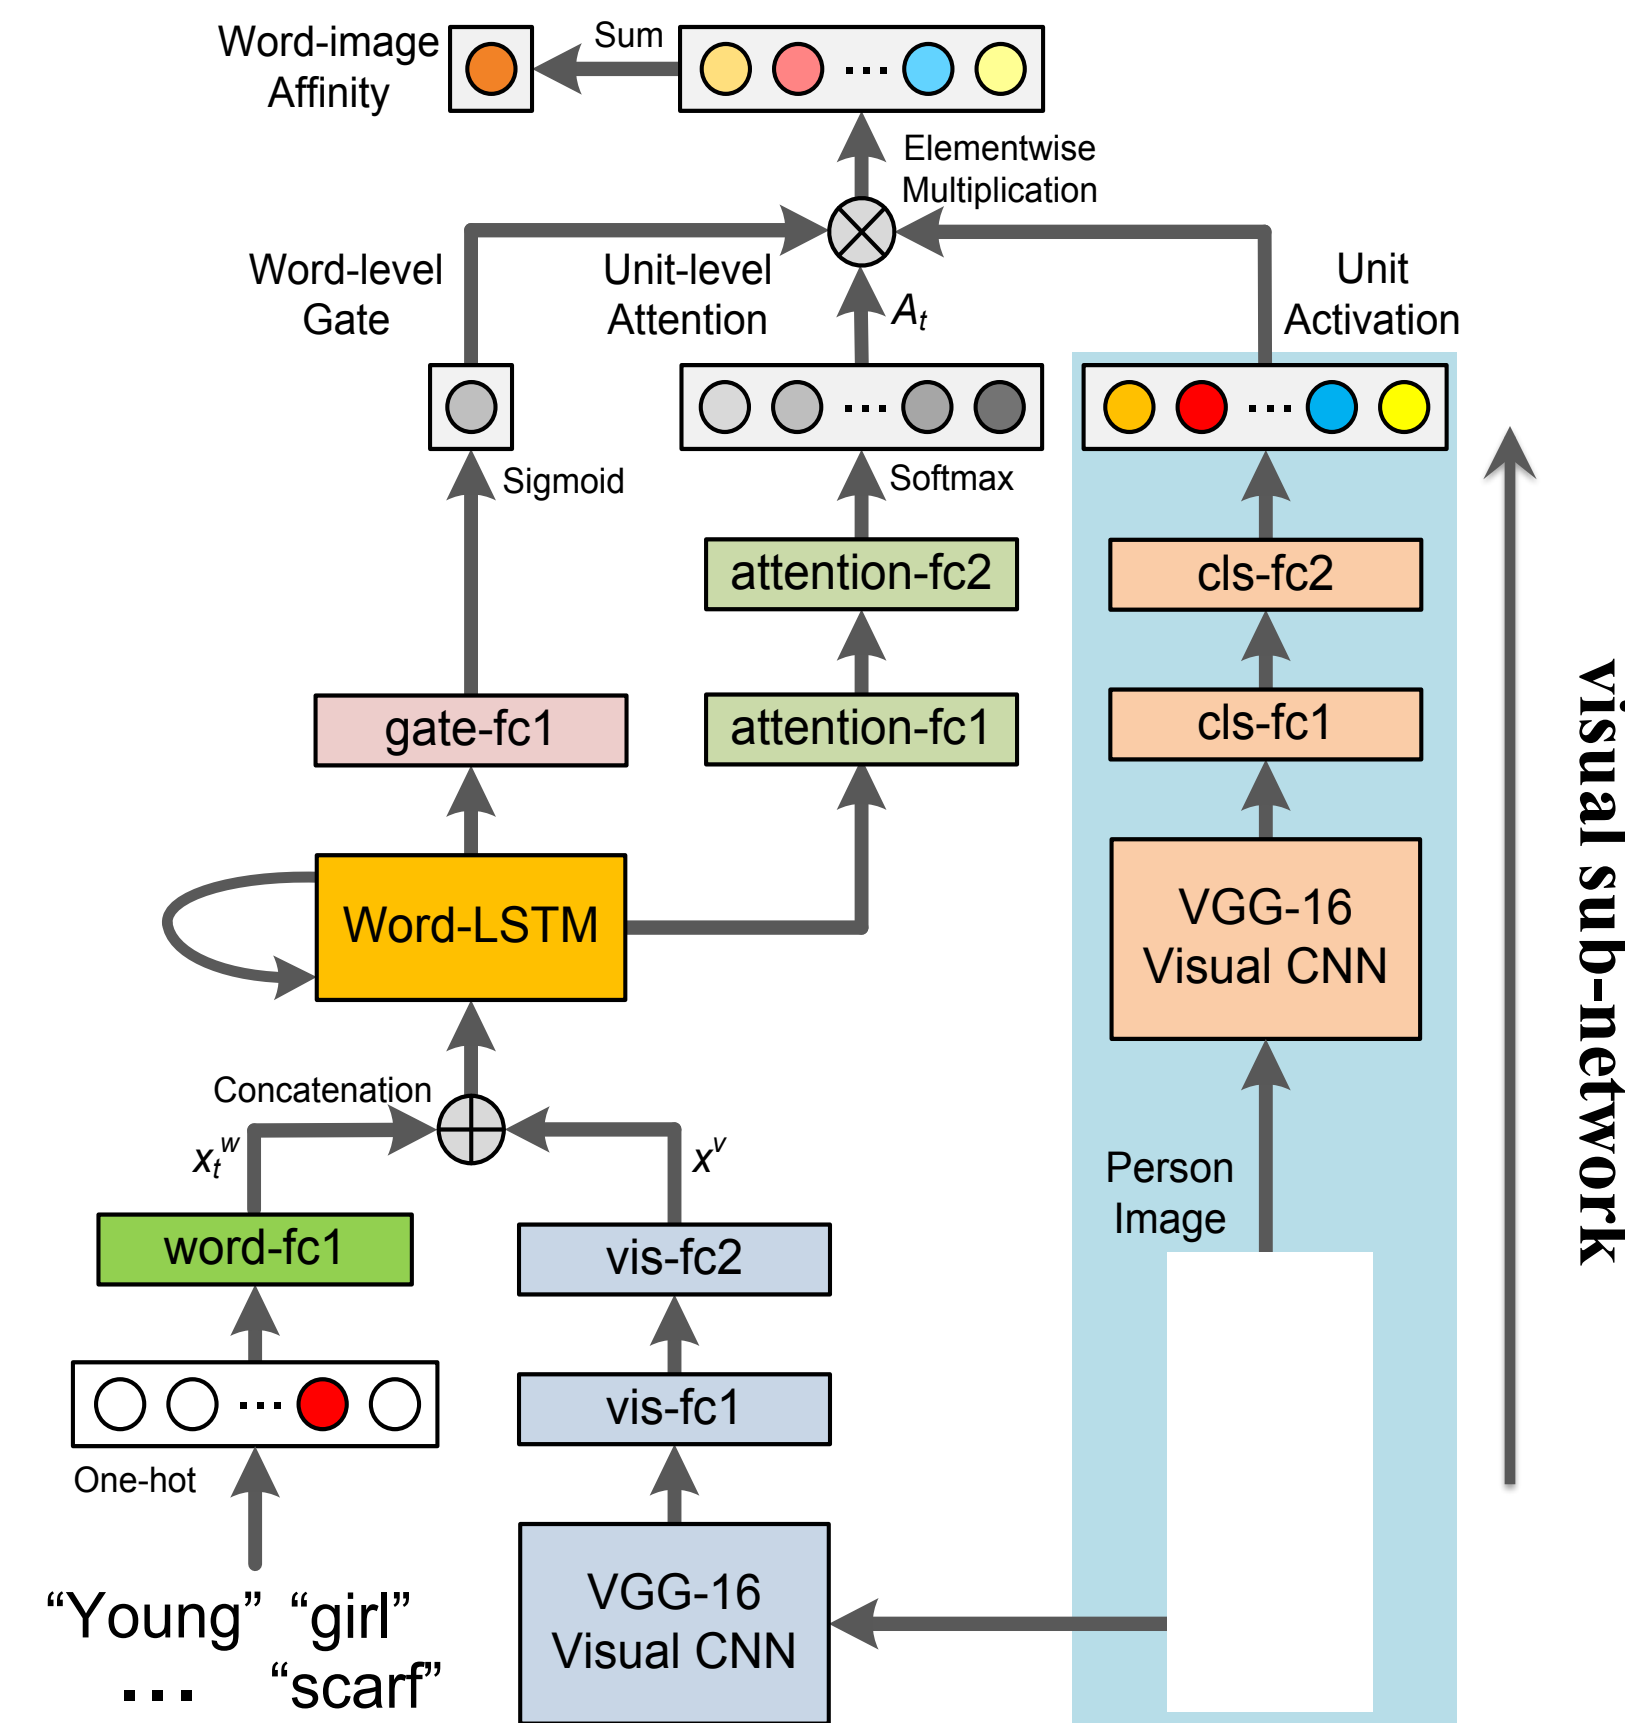 Word-image
Affinity
Sum
Elementwise
Multiplication
Word-level
Gate
Unit-level
Attention
A_t
Unit
Activation
Sigmoid
Softmax
attention-fc2
cls-fc2
gate-fc1
attention-fc1
cls-fc1
Word-LSTM
VGG-16
Visual CNN
visual sub-network
Concatenation
x_t^w
x^v
Person
Image
word-fc1
vis-fc2
vis-fc1
One-hot
“Young” “girl”
... “scarf”
VGG-16
Visual CNN